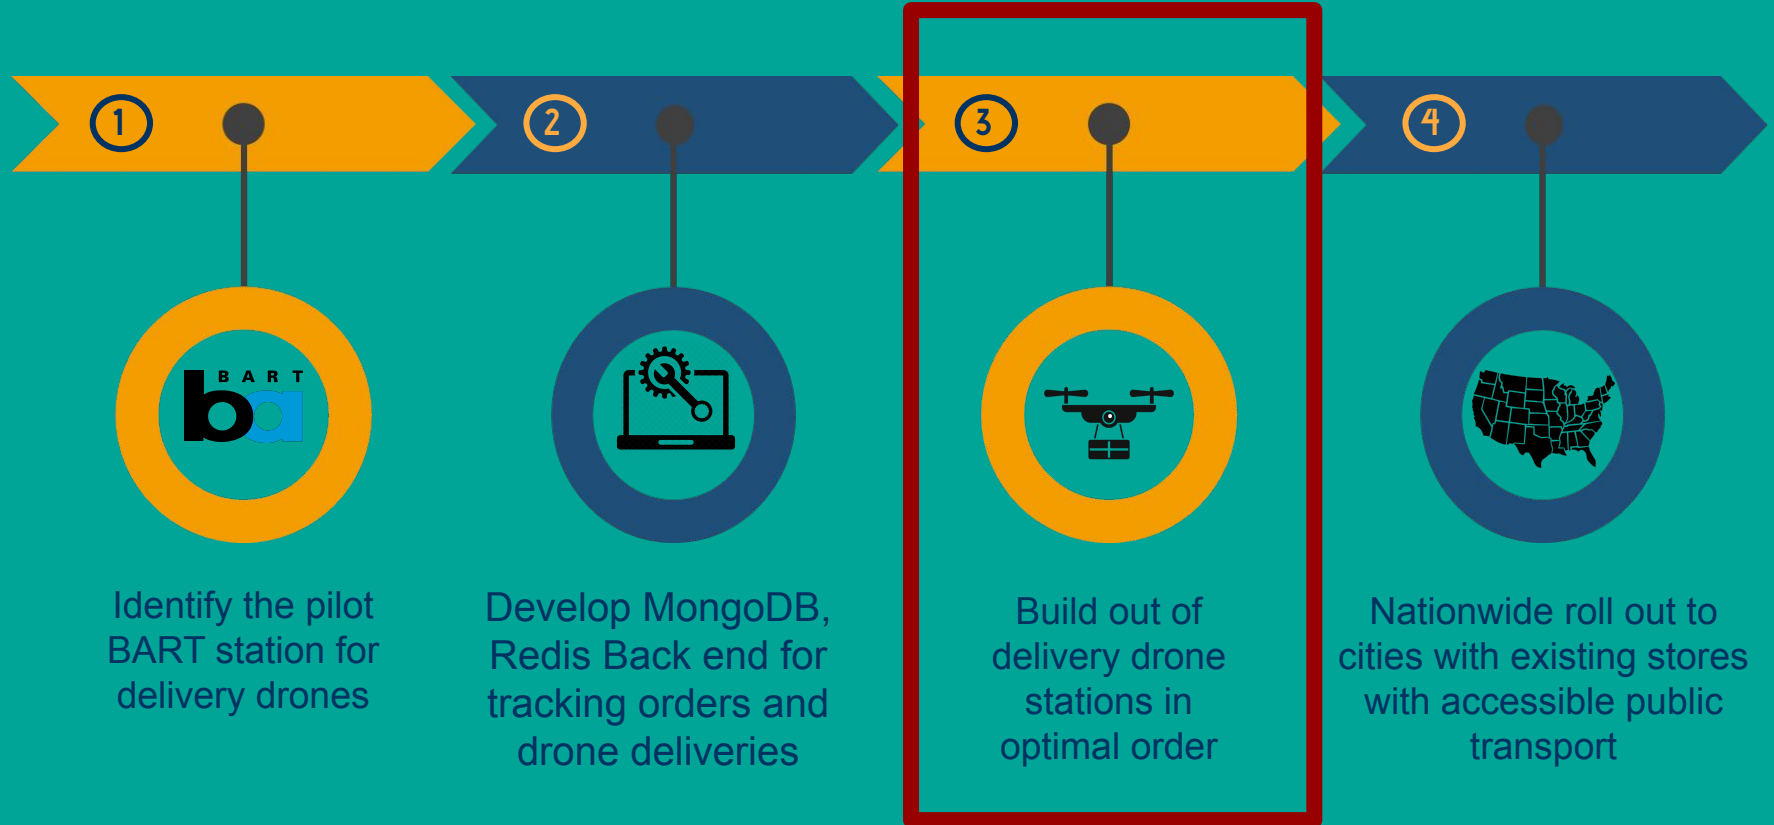 1
2
3
4
BART
ba
Identify the pilot
BART station for
delivery drones
Develop MongoDB,
Redis Back end for
tracking orders and
drone deliveries
Build out of
delivery drone
stations in
optimal order
Nationwide roll out to
cities with existing stores
with accessible public
transport